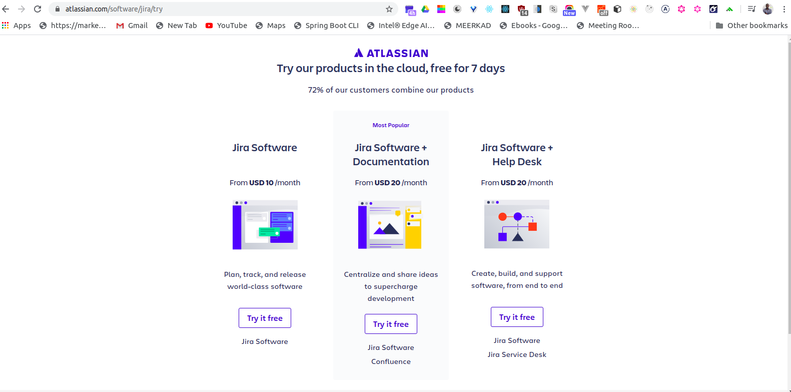 atlassian.com/software/jira/try
Apps
https://marke...
Gmail
New Tab
YouTube
Maps
Spring Boot CLI
Intel® Edge AI...
MEERKAD
Ebooks - Goog...
Meeting Roo...
Other bookmarks
ATLASSIAN
Try our products in the cloud, free for 7 days
72% of our customers combine our products
Jira Software
From USD 10 /month
Plan, track, and release
world-class software
Try it free
Jira Software
Most Popular
Jira Software +
Documentation
From USD 20 /month
Centralize and share ideas
to supercharge
development
Try it free
Jira Software
Confluence
Jira Software +
Help Desk
From USD 20 /month
Create, build, and support
software, from end to end
Try it free
Jira Software
Jira Service Desk